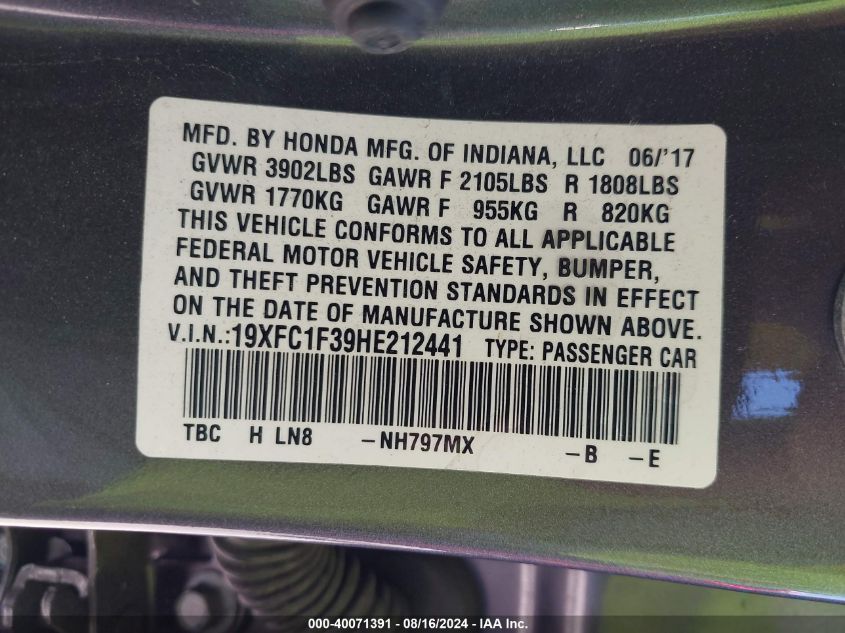 MFD. BY HONDA MFG. OF INDIANA, LLC 06/'17
GVWR 3902LBS GAWR F 2105LBS R 1808LBS
GVWR 1770KG GAWR F 955KG R 820KG
THIS VEHICLE CONFORMS TO ALL APPLICABLE
FEDERAL MOTOR VEHICLE SAFETY, BUMPER,
AND THEFT PREVENTION STANDARDS IN EFFECT
ON THE DATE OF MANUFACTURE SHOWN ABOVE.
V.I.N.:19XFC1F39HE212441 TYPE: PASSENGER CAR
TBC H LN8 -NH797MX -B -E
000-40071391 - 08/16/2024 - IAA Inc.